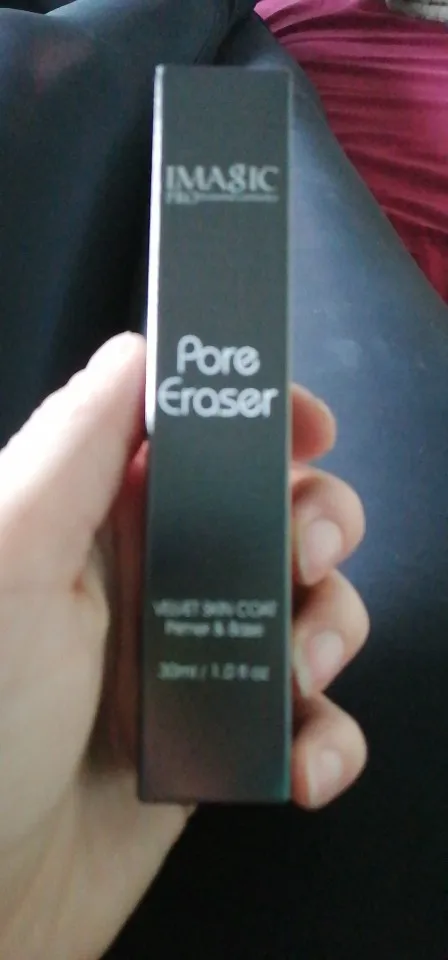 IMAGIC
PRO
Pore
Eraser
VELVET SKIN COAT
Primer & Base
30ml / 1.0 fl oz